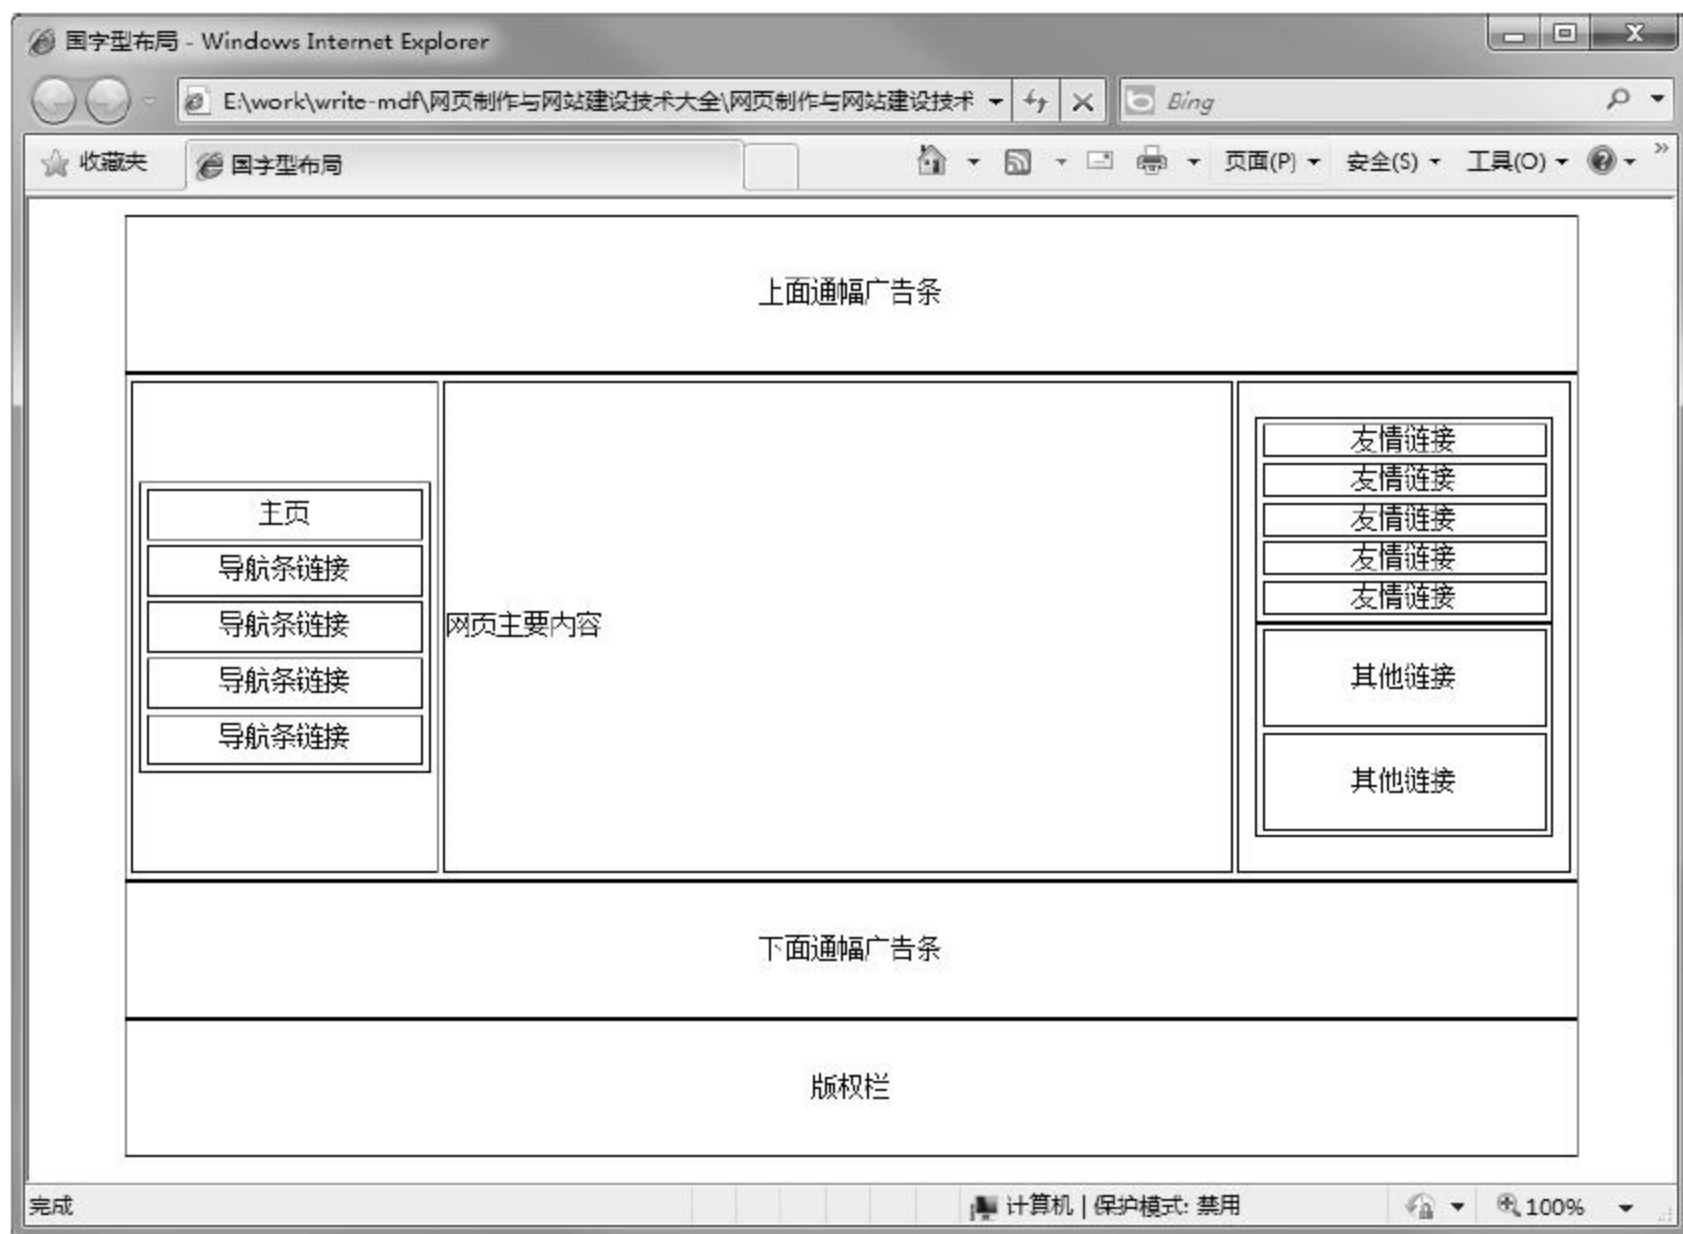 国字型布局 - Windows Internet Explorer
E:\work\write-mdf\网页制作与网站建设技术大全\网页制作与网站建设技术
Bing
收藏夹
国字型布局
页面(P)
安全(S)
工具(O)
上面通幅广告条
主页
导航条链接
导航条链接
导航条链接
导航条链接
网页主要内容
友情链接
友情链接
友情链接
友情链接
友情链接
其他链接
其他链接
下面通幅广告条
版权栏
完成
计算机 | 保护模式: 禁用
100%